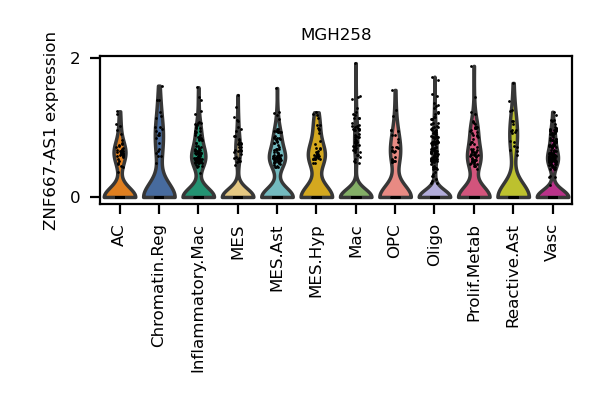 MGH258
ZNF667-AS1 expression
2
0
AC
Chromatin.Reg
Inflammatory.Mac
MES
MES.Ast
MES.Hyp
Mac
OPC
Oligo
Prolif.Metab
Reactive.Ast
Vasc